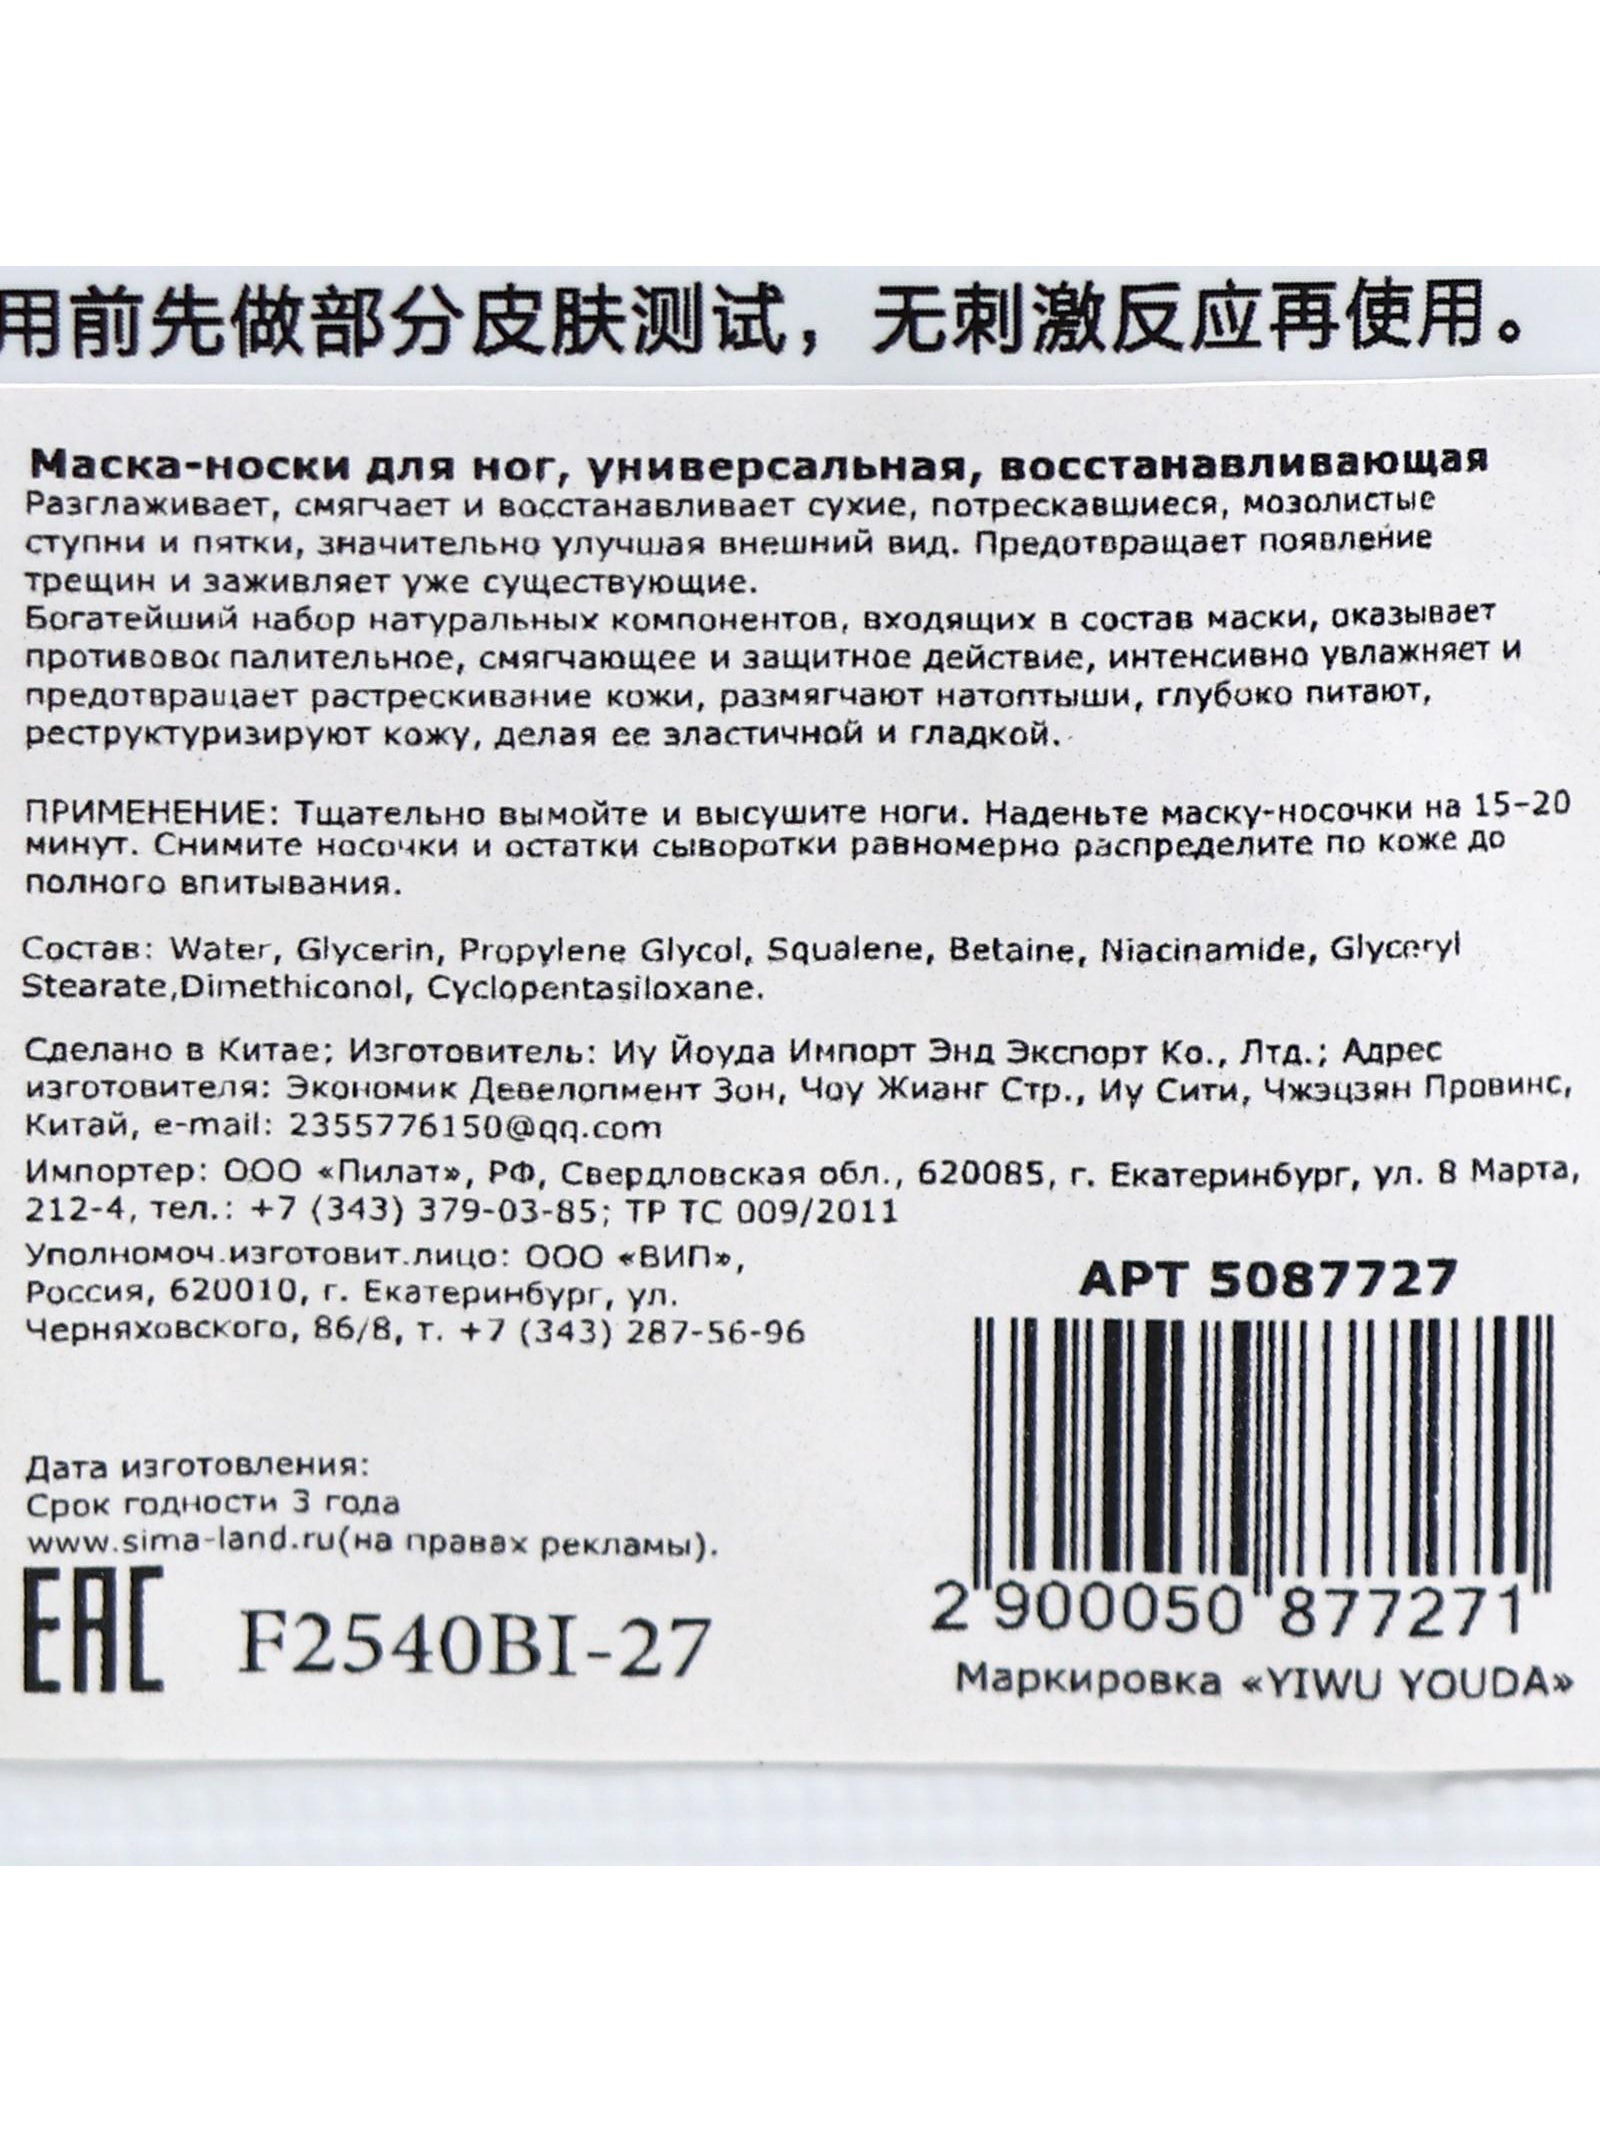 用前先做部分皮肤测试，无刺激反应再使用。
Маска-носки для ног, универсальная, восстанавливающая
Разглаживает, смягчает и восстанавливает сухие, потрескавшиеся, мозолистые
ступни и пятки, значительно улучшая внешний вид. Предотвращает появление
трещин и заживляет уже существующие.
Богатейший набор натуральных компонентов, входящих в состав маски, оказывает
противовоспалительное, смягчающее и защитное действие, интенсивно увлажняет и
предотвращает растрескивание кожи, размягчают натоптыши, глубоко питают,
реструктуризируют кожу, делая ее эластичной и гладкой.
ПРИМЕНЕНИЕ: Тщательно вымойте и высушите ноги. Наденьте маску-носочки на 15-20
минут. Снимите носочки и остатки сыворотки равномерно распределите по коже до
полного впитывания.
Состав: Water, Glycerin, Propylene Glycol, Squalene, Betaine, Niacinamide, Glyceryl
Stearate,Dimethiconol, Cyclopentasiloxane.
Сделано в Китае; Изготовитель: Иу Йоуда Импорт Энд Экспорт Ко., Лтд.; Адрес
изготовителя: Экономик Девелопмент Зон, Чоу Жианг Стр., Иу Сити, Чжэцзян Провинс,
Китай, e-mail: 2355776150@qq.com
Импортер: ООО «Пилат», РФ, Свердловская обл., 620085, г. Екатеринбург, ул. 8 Марта,
212-4, тел.: +7 (343) 379-03-85; ТР ТС 009/2011
Уполномоч.изготовит.лицо: ООО «ВИП»,
Россия, 620010, г. Екатеринбург, ул.
Черняховского, 86/8, т. +7 (343) 287-56-96
АРТ 5087727
Дата изготовления:
Срок годности 3 года
www.sima-land.ru(на правах рекламы).
EAC
F2540BI-27
2 900050 877271
Маркировка «YIWU YOUDA»